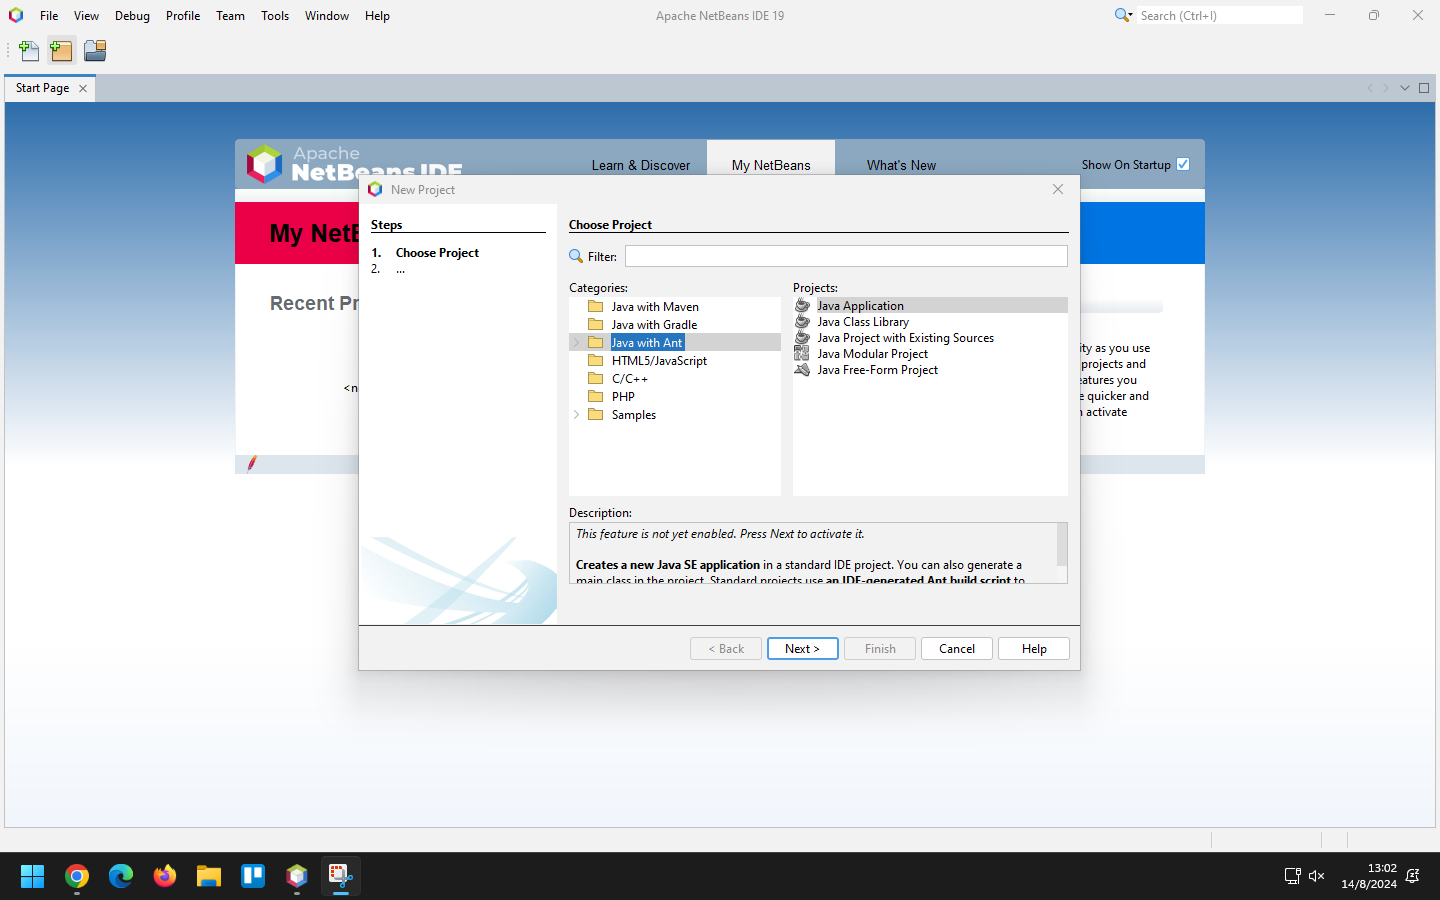 File View Debug Profile Team Tools Window Help
Apache NetBeans IDE 19
Search (Ctrl+I)
Start Page
Apache
NetBeans IDE
Learn & Discover
My NetBeans
What's New
Show On Startup
My NetB
Recent Pr
<n
ity as you use
projects and
eatures you
e quicker and
activate
New Project
Steps
1. Choose Project
2. ...
Choose Project
Filter:
Categories:
Java with Maven
Java with Gradle
Java with Ant
HTML5/JavaScript
C/C++
PHP
Samples
Projects:
Java Application
Java Class Library
Java Project with Existing Sources
Java Modular Project
Java Free-Form Project
Description:
This feature is not yet enabled. Press Next to activate it.
Creates a new Java SE application in a standard IDE project. You can also generate a
main class in the project. Standard projects use an IDE-generated Ant build script to
< Back
Next >
Finish
Cancel
Help
13:02
14/8/2024